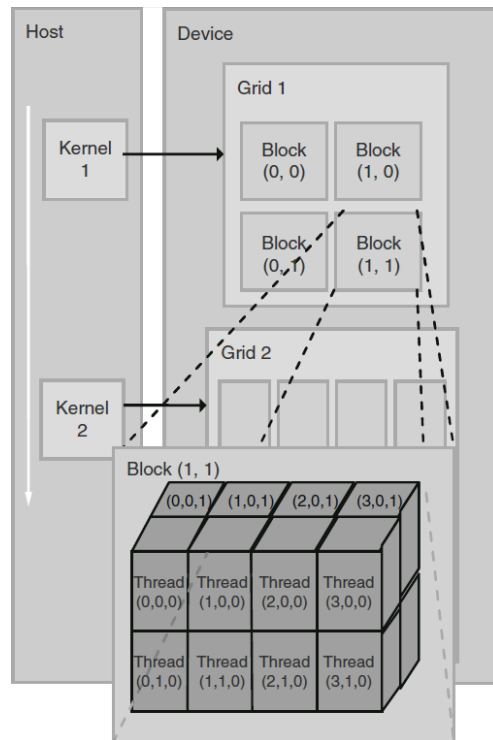 Host
Device
Grid 1
Kernel
1
Block
(0, 0)
Block
(1, 0)
Block
(0, 1)
Block
(1, 1)
Grid 2
Kernel
2
Block (1, 1)
(0,0,1) (1,0,1) (2,0,1) (3,0,1)
Thread Thread Thread Thread
(0,0,0) (1,0,0) (2,0,0) (3,0,0)
Thread Thread Thread Thread
(0,1,0) (1,1,0) (2,1,0) (3,1,0)